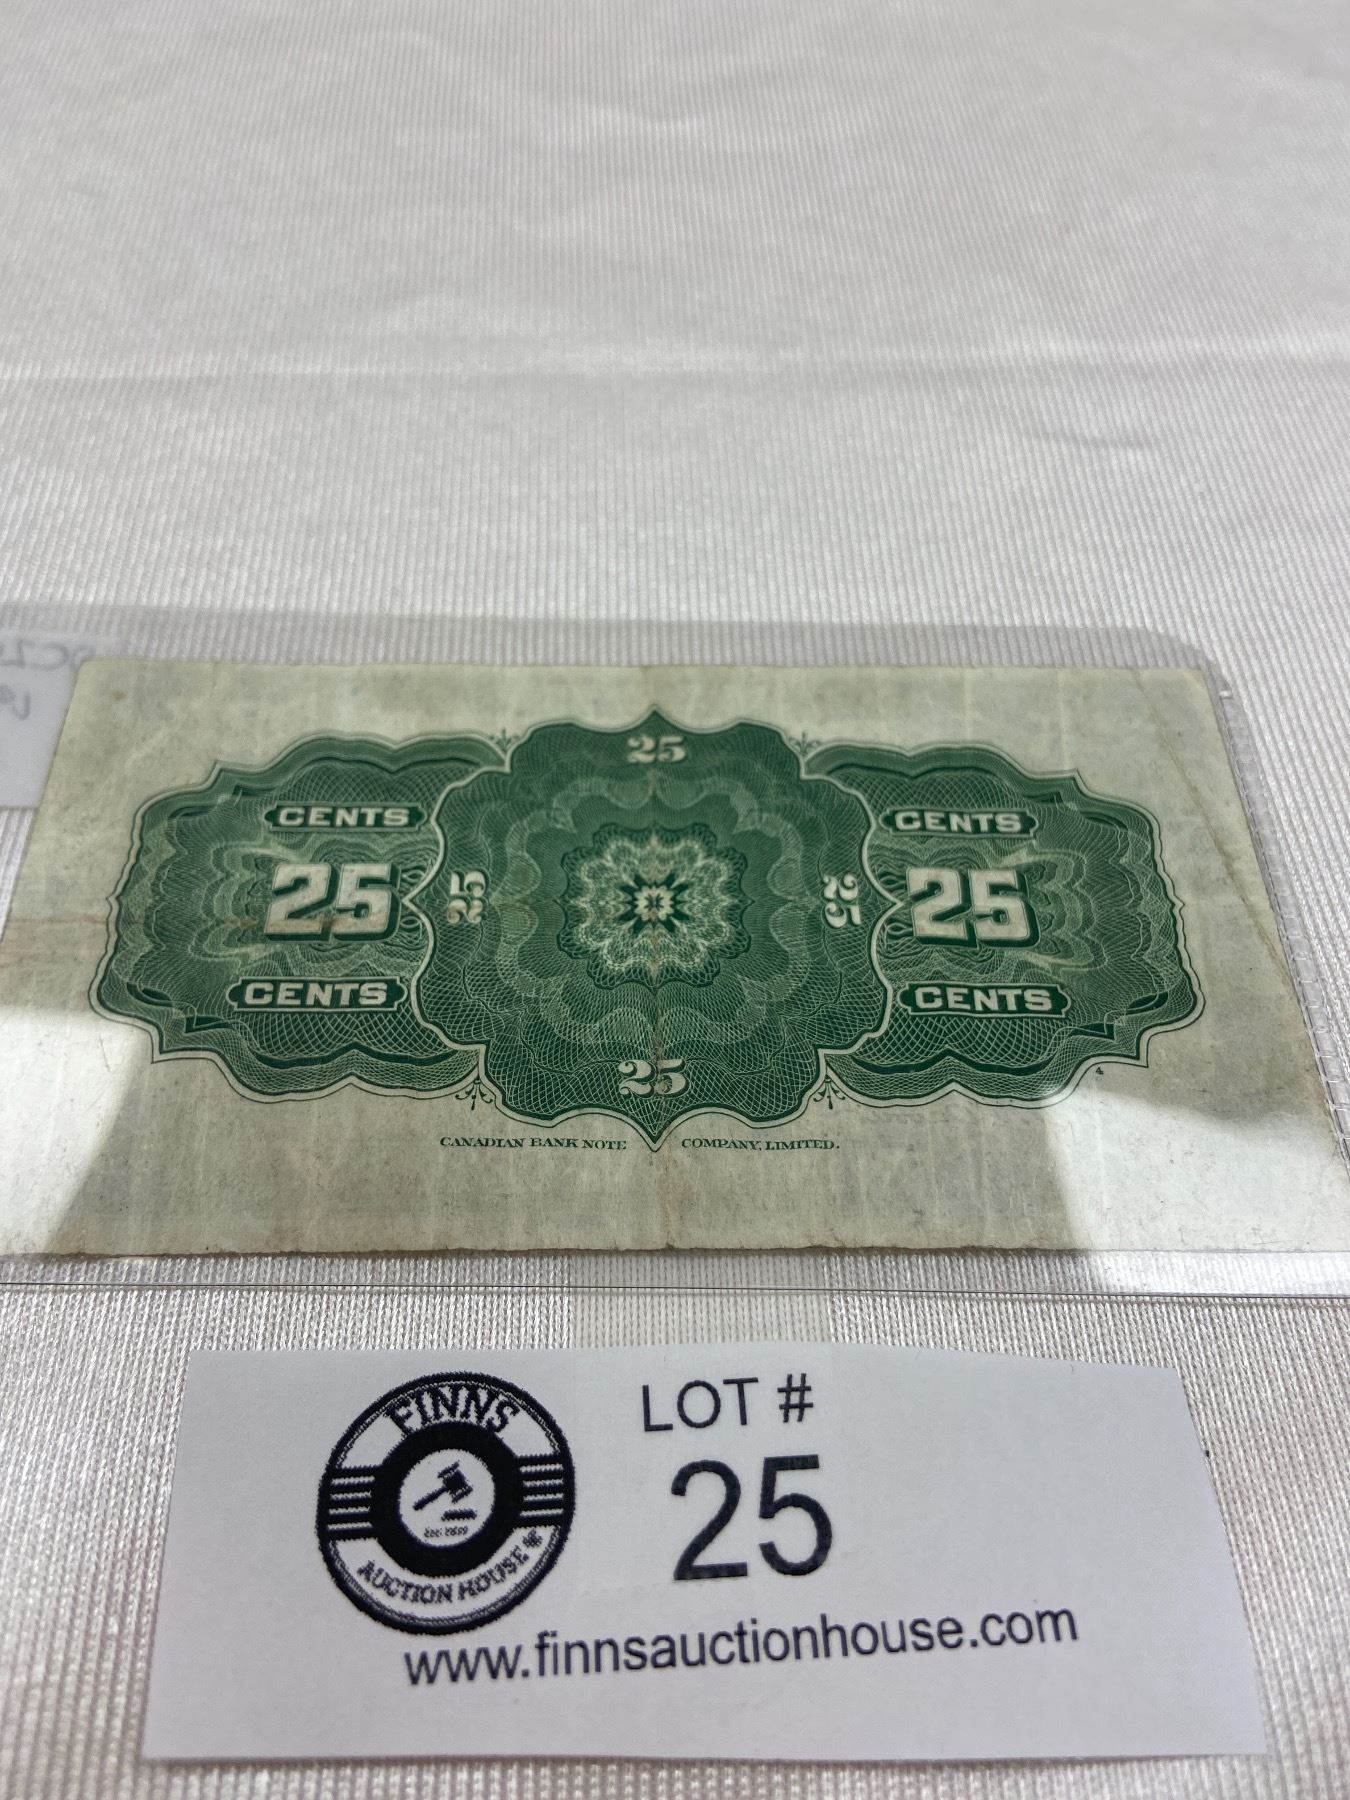 25
CENTS CENTS
25 25 25 25
CENTS CENTS
25
4
CANADIAN BANK NOTE COMPANY, LIMITED.
FINNS
AUCTION HOUSE
LOT #
25
www.finnsauctionhouse.com